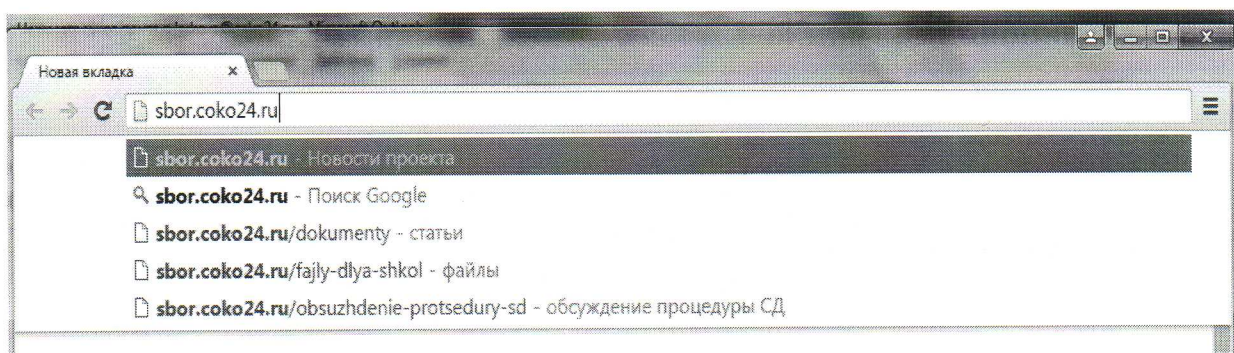 Новая вкладка
sbor.coko24.ru
sbor.coko24.ru - Новости проекта
sbor.coko24.ru - Поиск Google
sbor.coko24.ru/dokumenty - статьи
sbor.coko24.ru/fajly-dlya-shkol - файлы
sbor.coko24.ru/obsuzhdenie-protsedury-sd - обсуждение процедуры СД